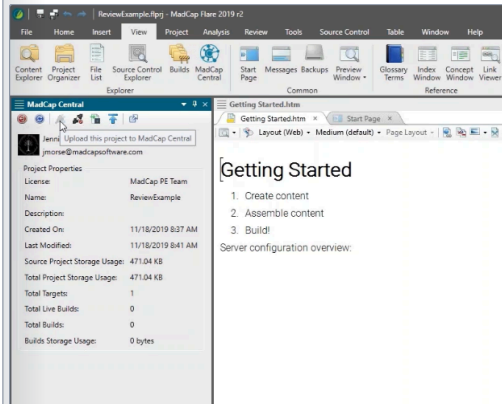 ReviewExample.flprj - MadCap Flare 2019 r2
File Home Insert View Project Analysis Review Tools Source Control Table Window Help
Content Explorer
Project Organizer
File List
Source Control Explorer
Builds
MadCap Central
Start Page
Messages
Backups
Preview Window
Glossary Terms
Index Window
Concept Window
Link Viewer
Explorer Common Reference
MadCap Central
Getting Started.htm
Getting Started.htm Start Page
Layout (Web) Medium (default) Page Layout
Upload this project to MadCap Central
jmorse@madcapsoftware.com
Project Properties
License: MadCap PE Team
Name: ReviewExample
Description:
Created On: 11/18/2019 8:37 AM
Last Modified: 11/18/2019 8:41 AM
Source Project Storage Usage: 471.04 KB
Total Project Storage Usage: 471.04 KB
Total Targets: 1
Total Live Builds: 0
Total Builds: 0
Builds Storage Usage: 0 bytes
Getting Started
1. Create content
2. Assemble content
3. Build!
Server configuration overview: